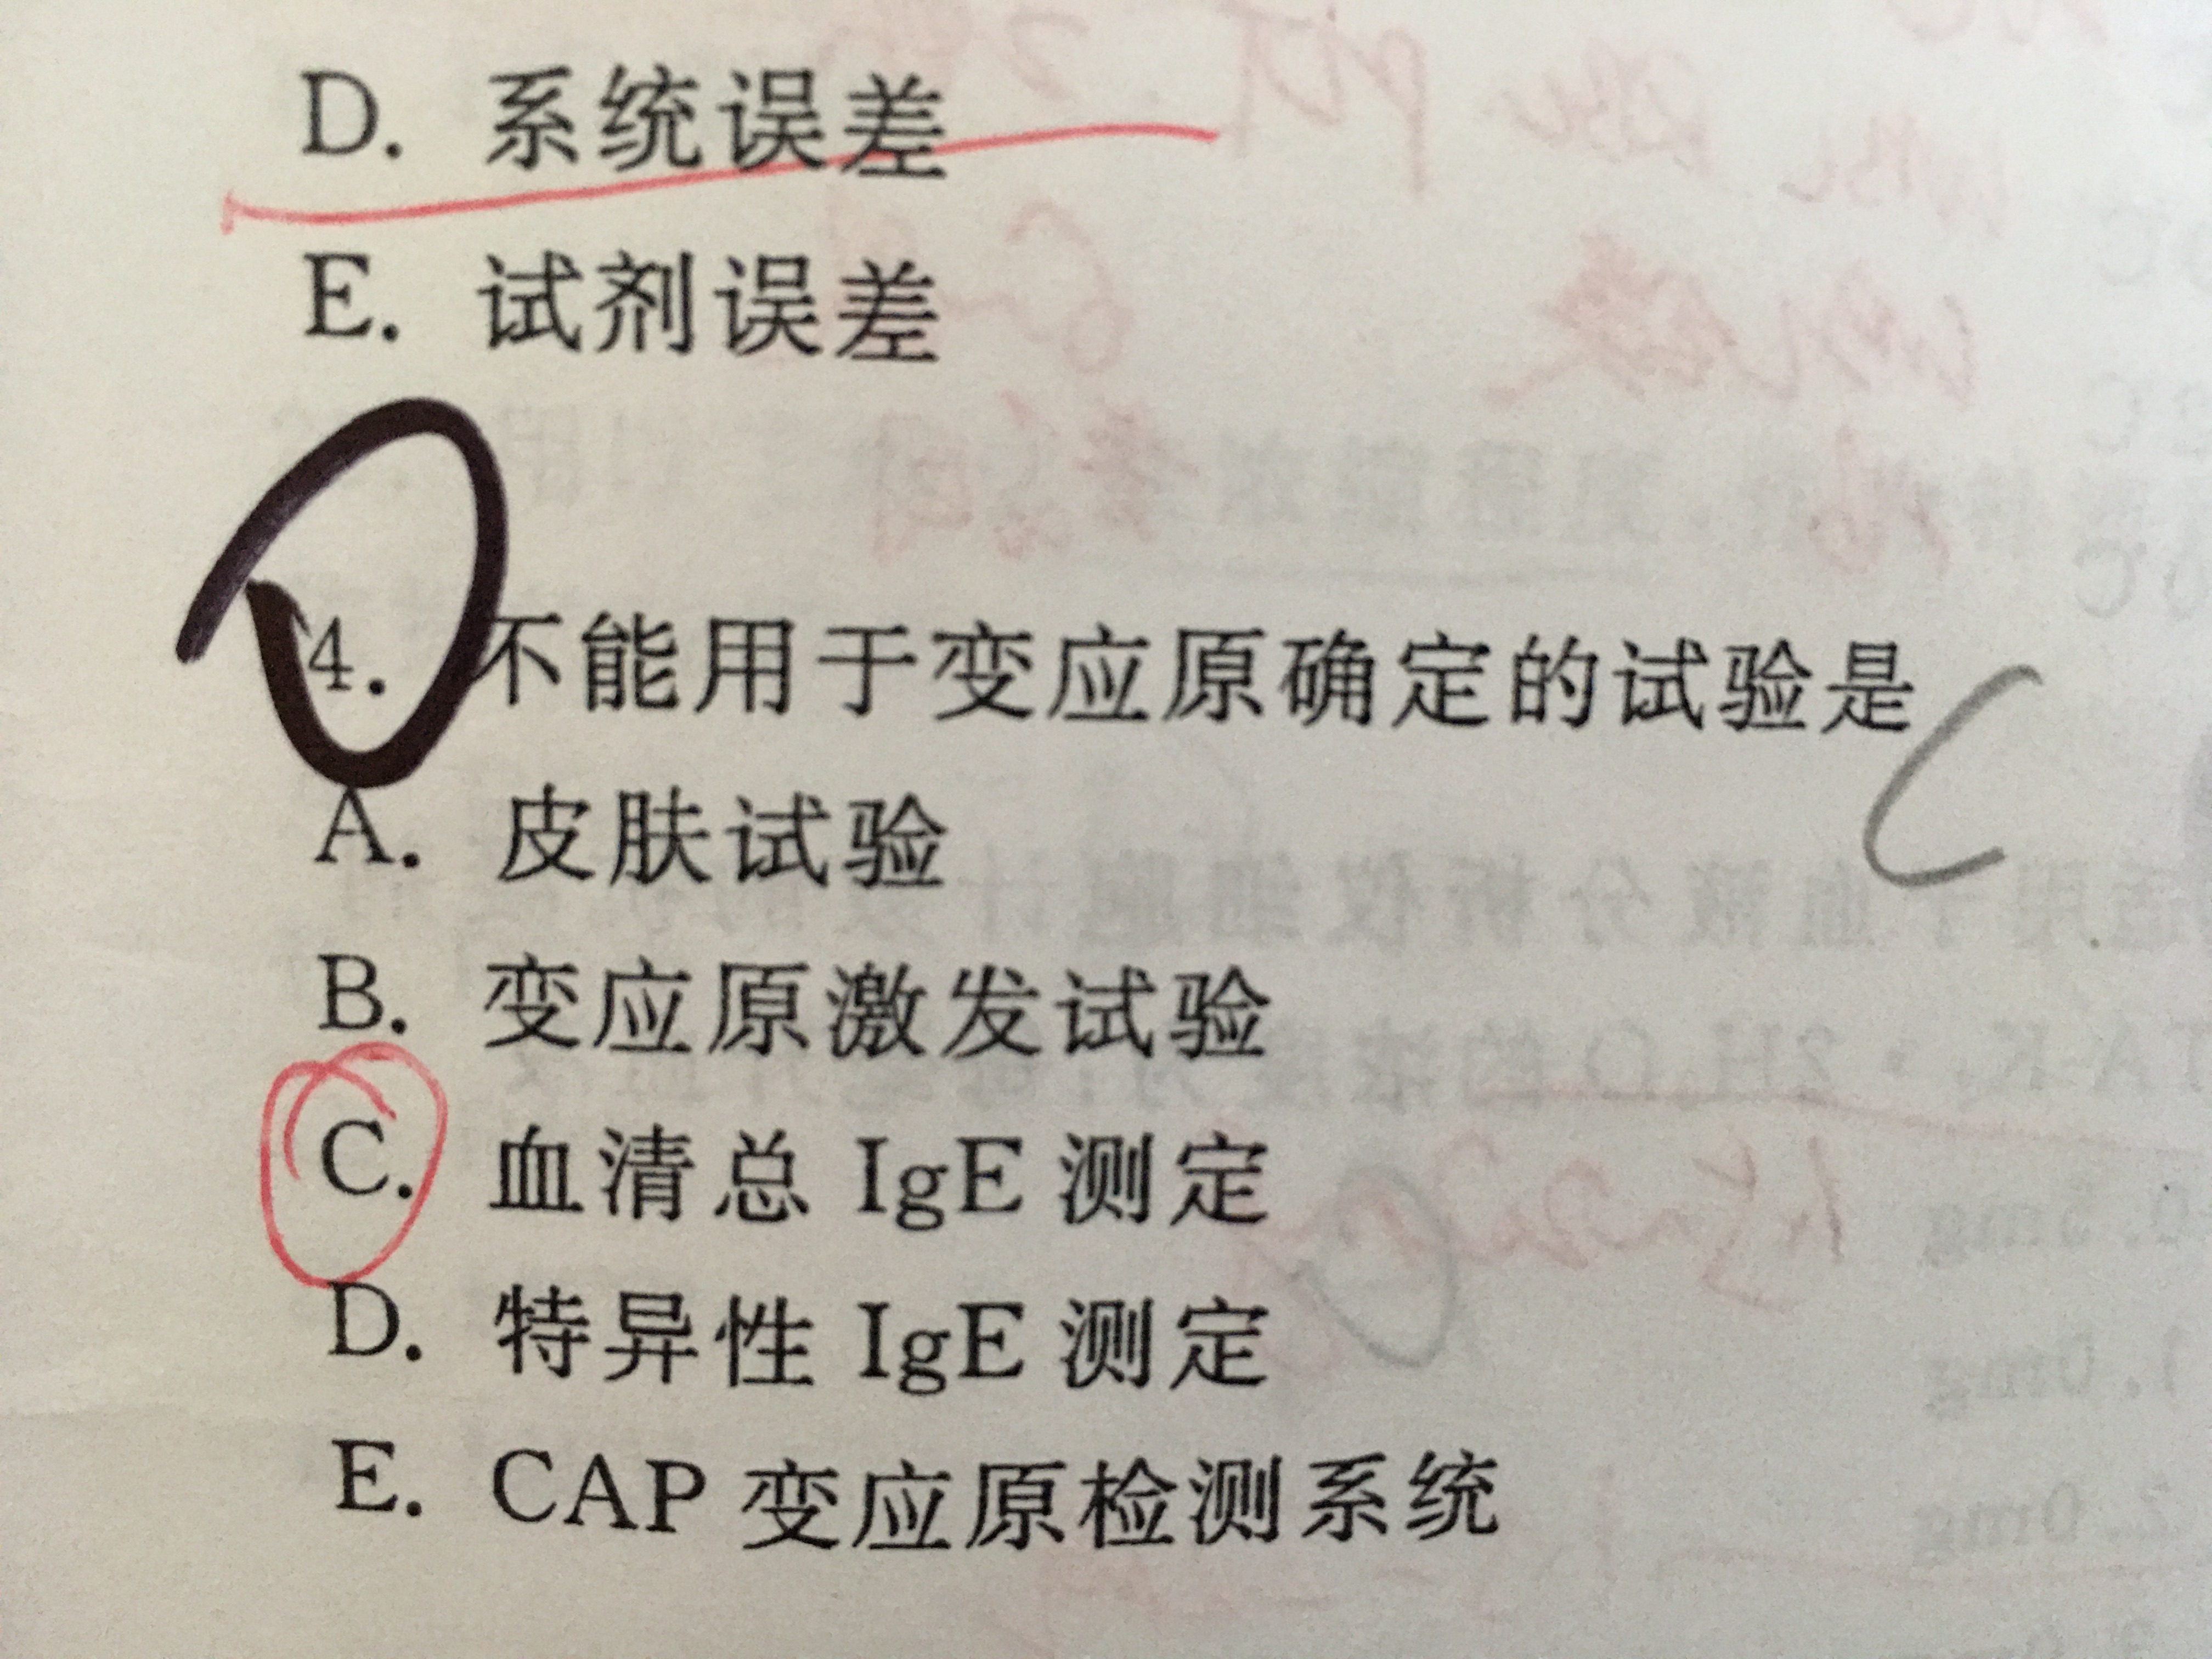 D. 系统误差
E. 试剂误差
4. 不能用于变应原确定的试验是
C
A. 皮肤试验
B. 变应原激发试验
C. 血清总 IgE 测定
D. 特异性 IgE 测定
E. CAP 变应原检测系统